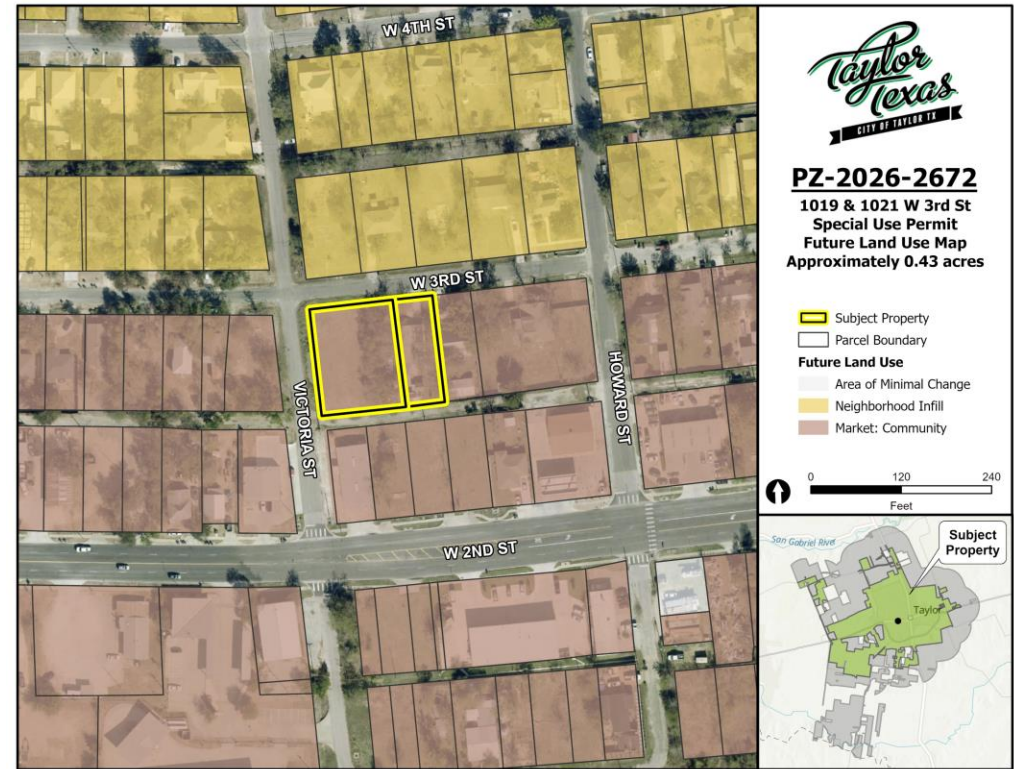 W 4TH ST
W 3RD ST
VICTORIA ST
HOWARD ST
W 2ND ST
Taylor
Texas
CITY OF TAYLOR TX
PZ-2026-2672
1019 & 1021 W 3rd St
Special Use Permit
Future Land Use Map
Approximately 0.43 acres
Subject Property
Parcel Boundary
Future Land Use
Area of Minimal Change
Neighborhood Infill
Market: Community
0 120 240
Feet
San Gabriel River
Subject
Property
Taylor